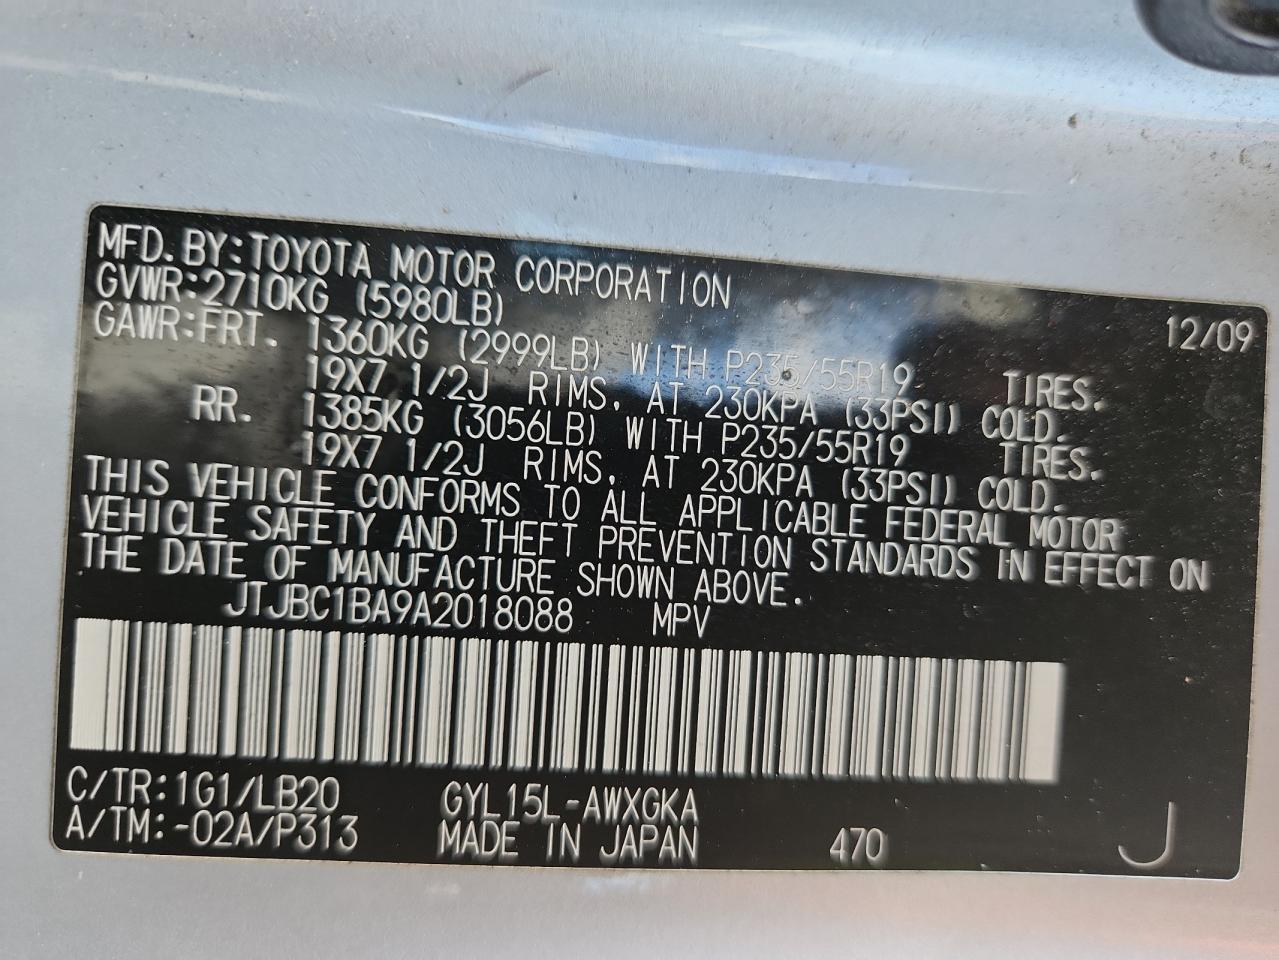 MFD. BY:TOYOTA MOTOR CORPORATION 12/09
GVWR:2710KG (5980LB)
GAWR:FRT. 1360KG (2999LB) WITH P235/55R19 TIRES.
19X7 1/2J RIMS, AT 230KPA (33PSI) COLD.
RR. 1385KG (3056LB) WITH P235/55R19 TIRES.
19X7 1/2J RIMS, AT 230KPA (33PSI) COLD.
THIS VEHICLE CONFORMS TO ALL APPLICABLE FEDERAL MOTOR
VEHICLE SAFETY AND THEFT PREVENTION STANDARDS IN EFFECT ON
THE DATE OF MANUFACTURE SHOWN ABOVE.
JTJBC1BA9A2018088 MPV
C/TR:1G1/LB20 GYL15L-AWXGKA
A/TM:-02A/P313 MADE IN JAPAN 470 J